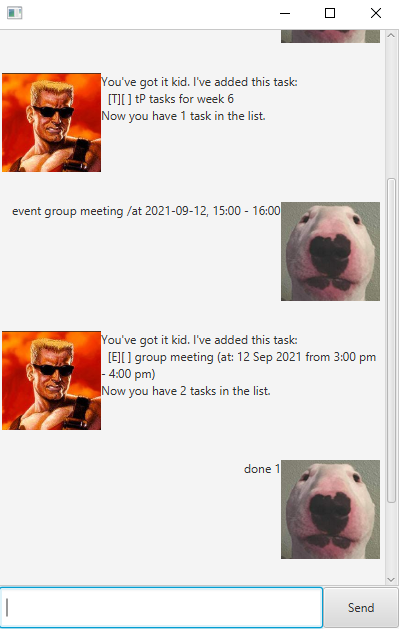 You've got it kid. I've added this task:
[T][ ] tP tasks for week 6
Now you have 1 task in the list.
event group meeting /at 2021-09-12, 15:00 - 16:00
You've got it kid. I've added this task:
[E][ ] group meeting (at: 12 Sep 2021 from 3:00 pm
- 4:00 pm)
Now you have 2 tasks in the list.
done 1
Send